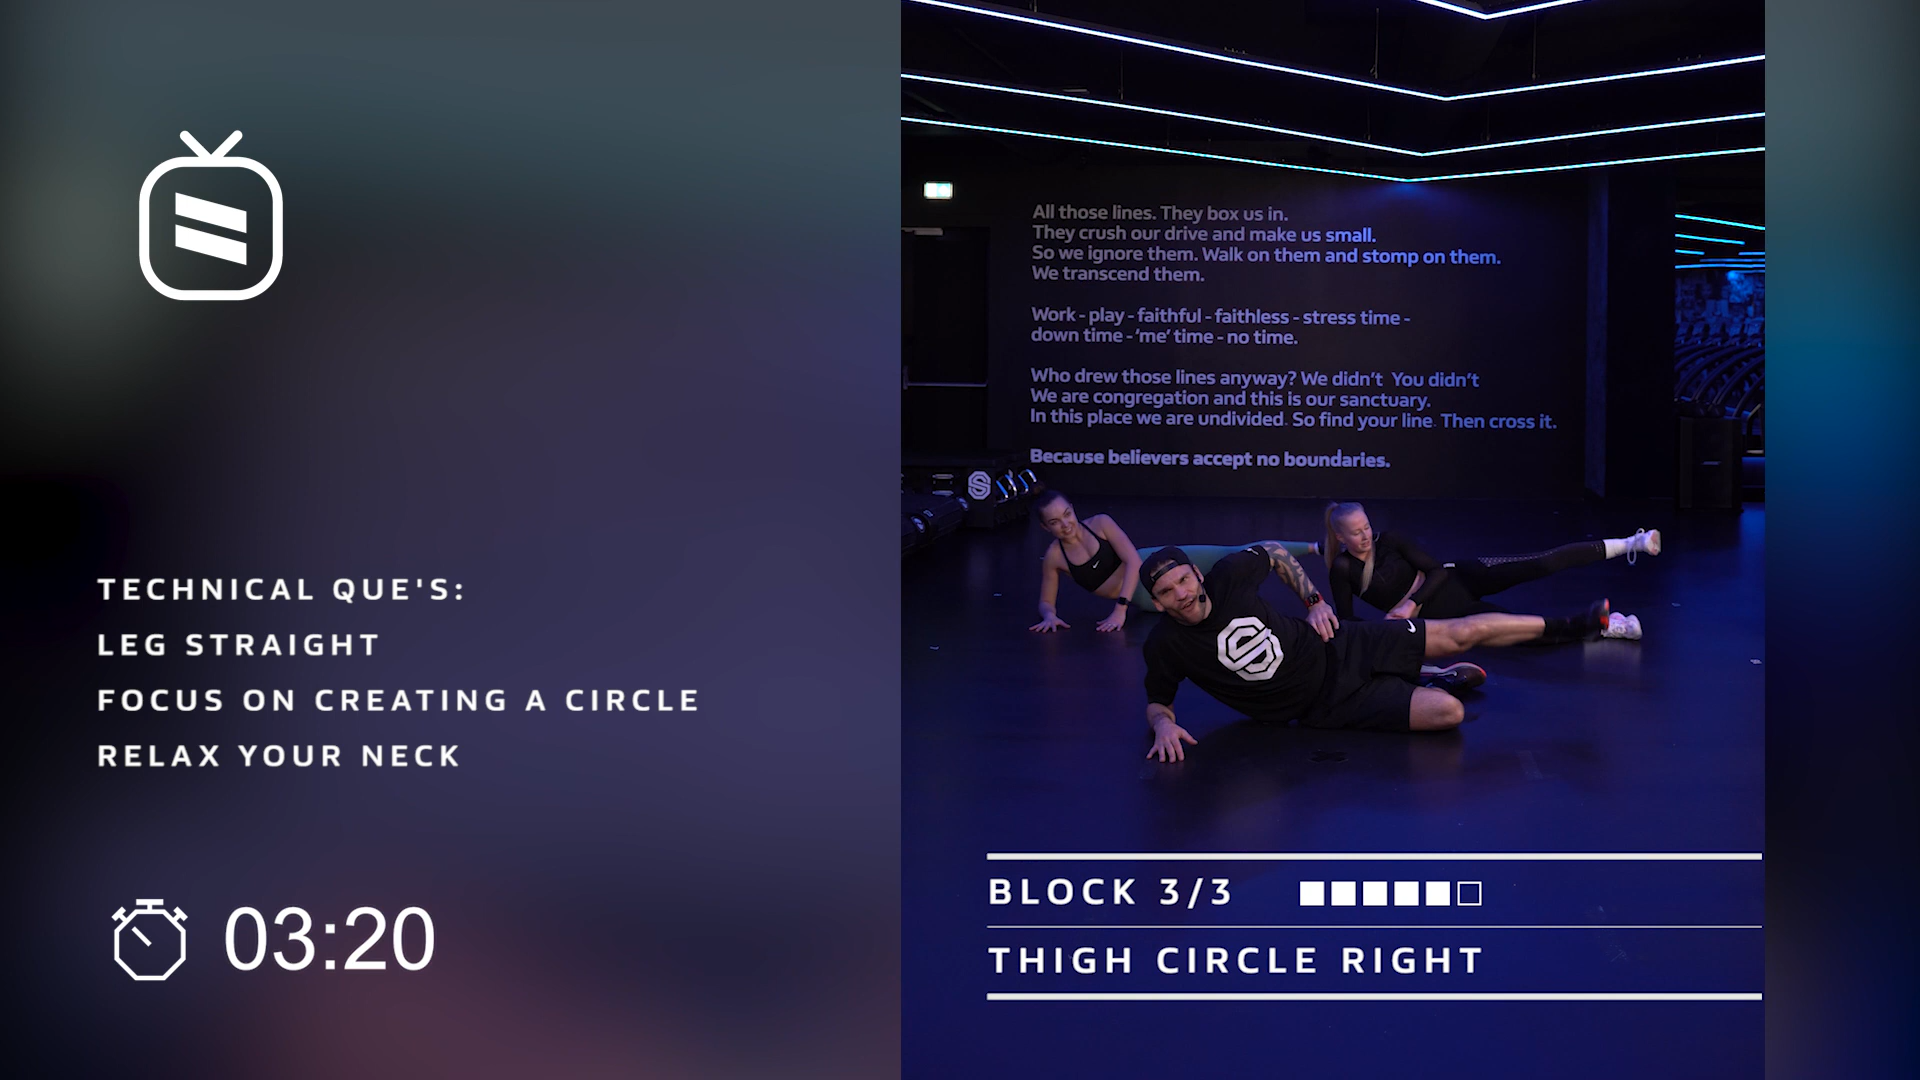 TECHNICAL QUE'S:
LEG STRAIGHT
FOCUS ON CREATING A CIRCLE
RELAX YOUR NECK
03:20
All those lines. They box us in.
They crush our drive and make us small.
So we ignore them. Walk on them and stomp on them.
We transcend them.
Work - play - faithful - faithless - stress time -
down time - 'me' time - no time.
Who drew those lines anyway? We didn't You didn't
We are congregation and this is our sanctuary.
In this place we are undivided. So find your line. Then cross it.
Because believers accept no boundaries.
BLOCK 3/3
THIGH CIRCLE RIGHT